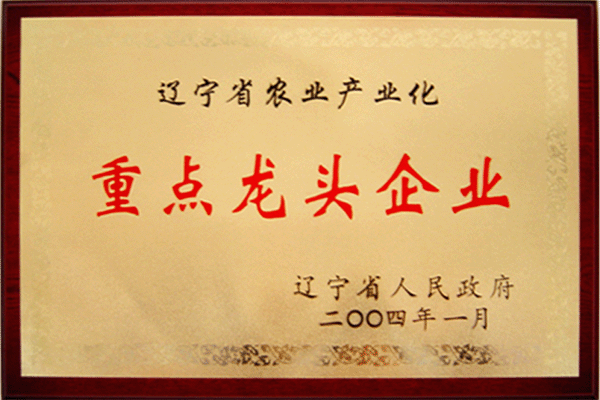 辽宁省农业产业化
重点龙头企业
辽宁省人民政府
二〇〇四年一月